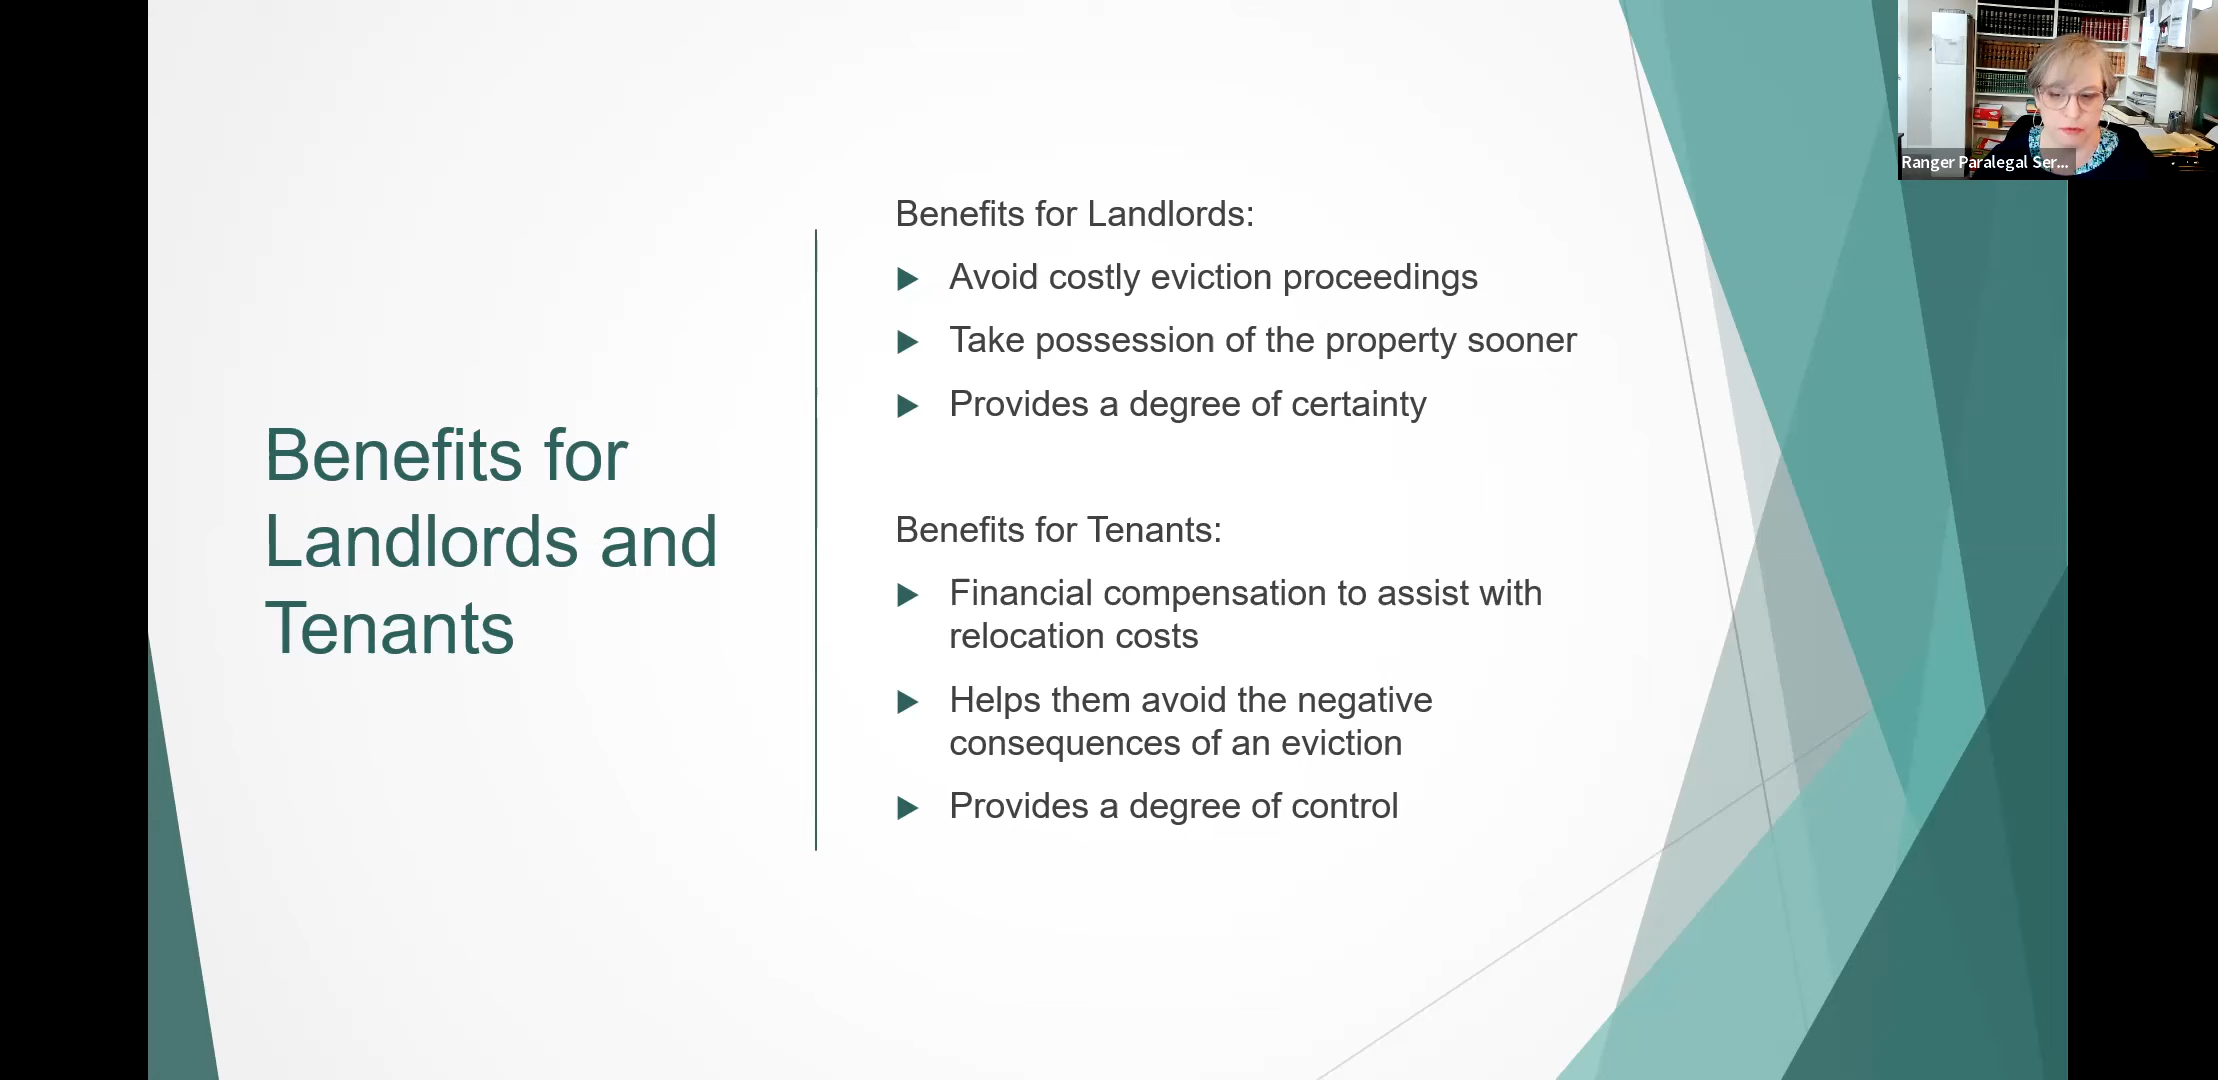 Ranger Paralegal Ser...
Benefits for
Landlords and
Tenants
Benefits for Landlords:
Avoid costly eviction proceedings
Take possession of the property sooner
Provides a degree of certainty
Benefits for Tenants:
Financial compensation to assist with
relocation costs
Helps them avoid the negative
consequences of an eviction
Provides a degree of control